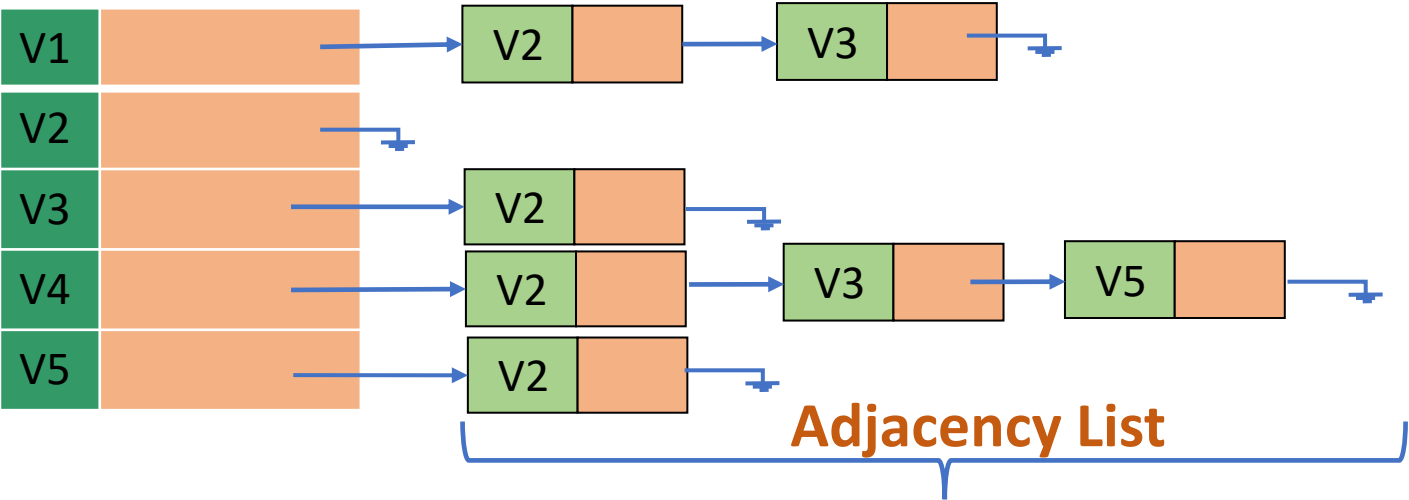 V1 V2 V3
V2
V3 V2
V4 V2 V3 V5
V5 V2
Adjacency List